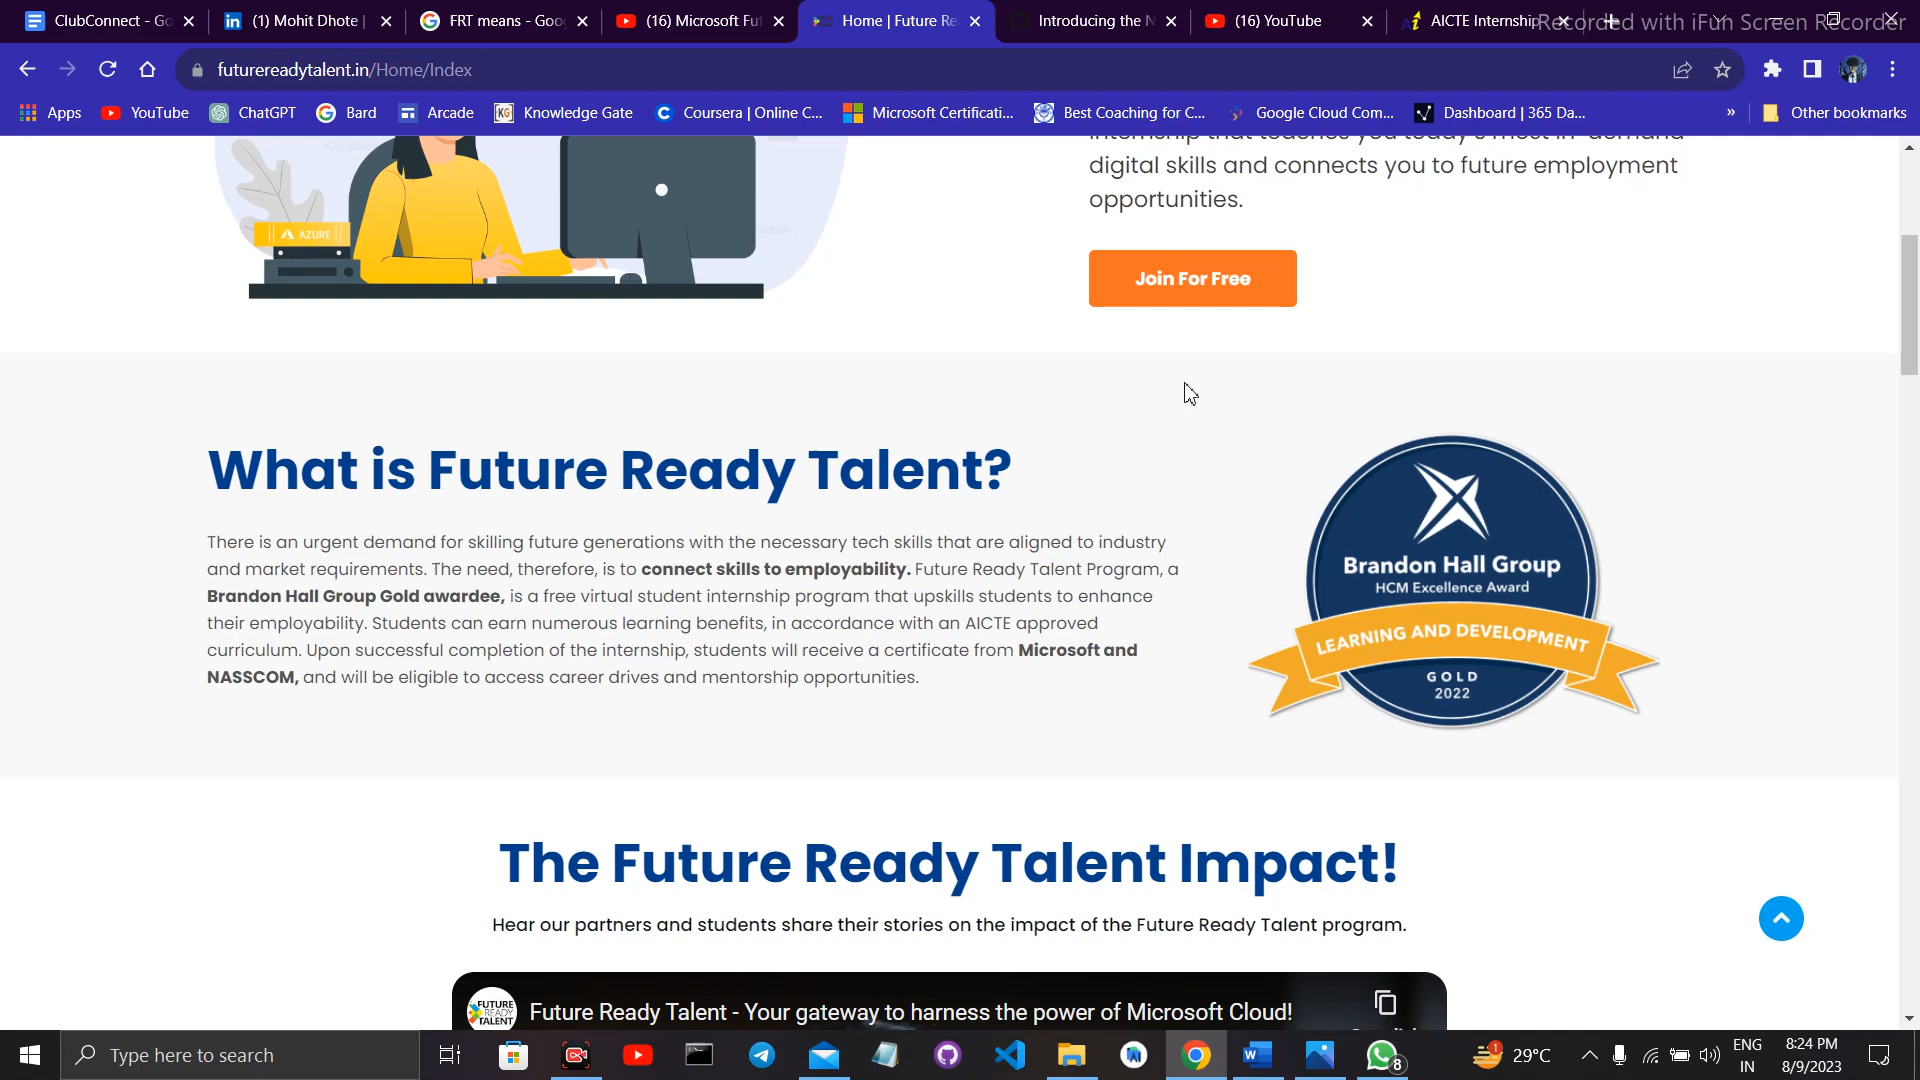 ClubConnect - Go
(1) Mohit Dhote |
FRT means - Goo
(16) Microsoft Fut
Home | Future Re
Introducing the N
(16) YouTube
AICTE Internship
Recorded with iFun Screen Recorder
futurereadytalent.in/Home/Index
Apps
YouTube
ChatGPT
Bard
Arcade
Knowledge Gate
Coursera | Online C...
Microsoft Certificati...
Best Coaching for C...
Google Cloud Com...
Dashboard | 365 Da...
»
Other bookmarks
internship that teaches you today's most in-demand
digital skills and connects you to future employment
opportunities.
AZURE
Join For Free
What is Future Ready Talent?
There is an urgent demand for skilling future generations with the necessary tech skills that are aligned to industry
and market requirements. The need, therefore, is to connect skills to employability. Future Ready Talent Program, a
Brandon Hall Group Gold awardee, is a free virtual student internship program that upskills students to enhance
their employability. Students can earn numerous learning benefits, in accordance with an AICTE approved
curriculum. Upon successful completion of the internship, students will receive a certificate from Microsoft and
NASSCOM, and will be eligible to access career drives and mentorship opportunities.
Brandon Hall Group
HCM Excellence Award
LEARNING AND DEVELOPMENT
GOLD
2022
The Future Ready Talent Impact!
Hear our partners and students share their stories on the impact of the Future Ready Talent program.
FUTURE
READY
TALENT
Future Ready Talent - Your gateway to harness the power of Microsoft Cloud!
Type here to search
8
1
29°C
ENG
IN
8:24 PM
8/9/2023